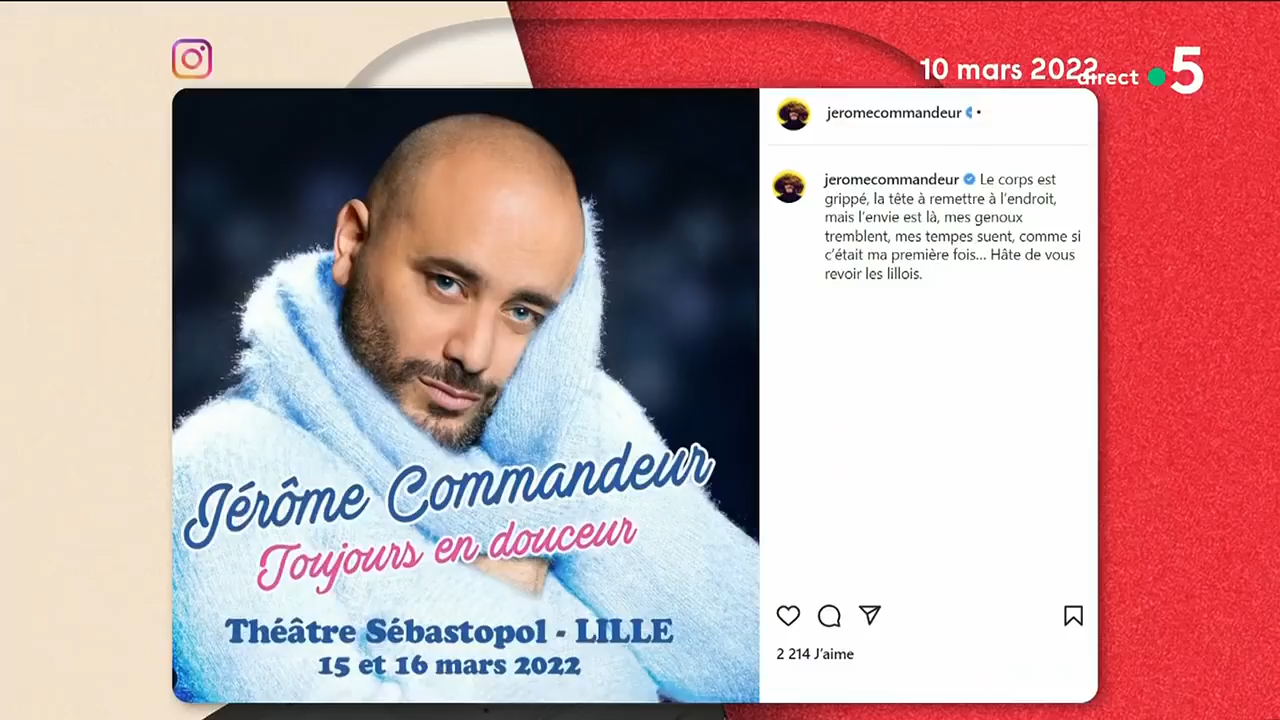 10 mars 2022
direct 5
jeromecommandeur
jeromecommandeur Le corps est
grippé, la tête à remettre à l'endroit,
mais l'envie est là, mes genoux
tremblent, mes tempes suent, comme si
c'était ma première fois... Hâte de vous
revoir les lillois.
Jérôme Commandeur
Toujours en douceur
Théâtre Sébastopol - LILLE
15 et 16 mars 2022
2 214 J'aime